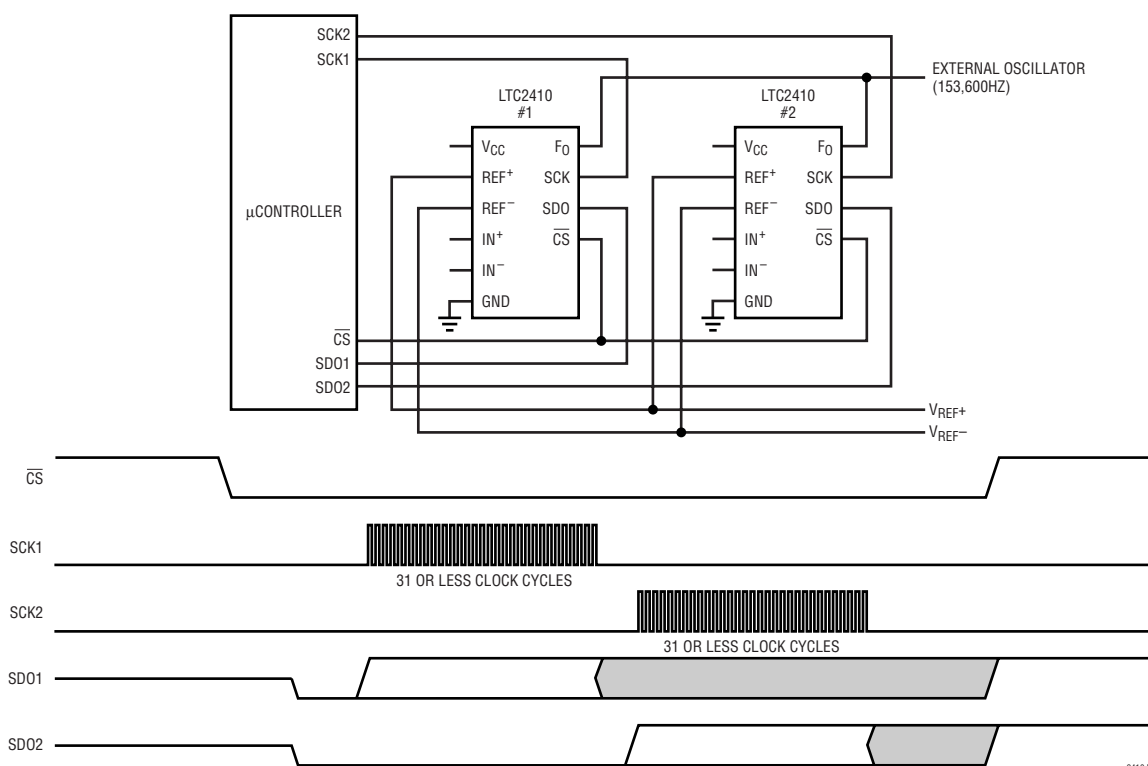 SCK2
SCK1
EXTERNAL OSCILLATOR
(153,600HZ)
LTC2410
#1
LTC2410
#2
µCONTROLLER
VCC
FO
REF+
SCK
REF−
SDO
IN+
CS
IN−
GND
VCC
FO
REF+
SCK
REF−
SDO
IN+
CS
IN−
GND
CS
SDO1
SDO2
VREF+
VREF−
CS
SCK1
31 OR LESS CLOCK CYCLES
SCK2
31 OR LESS CLOCK CYCLES
SDO1
SDO2